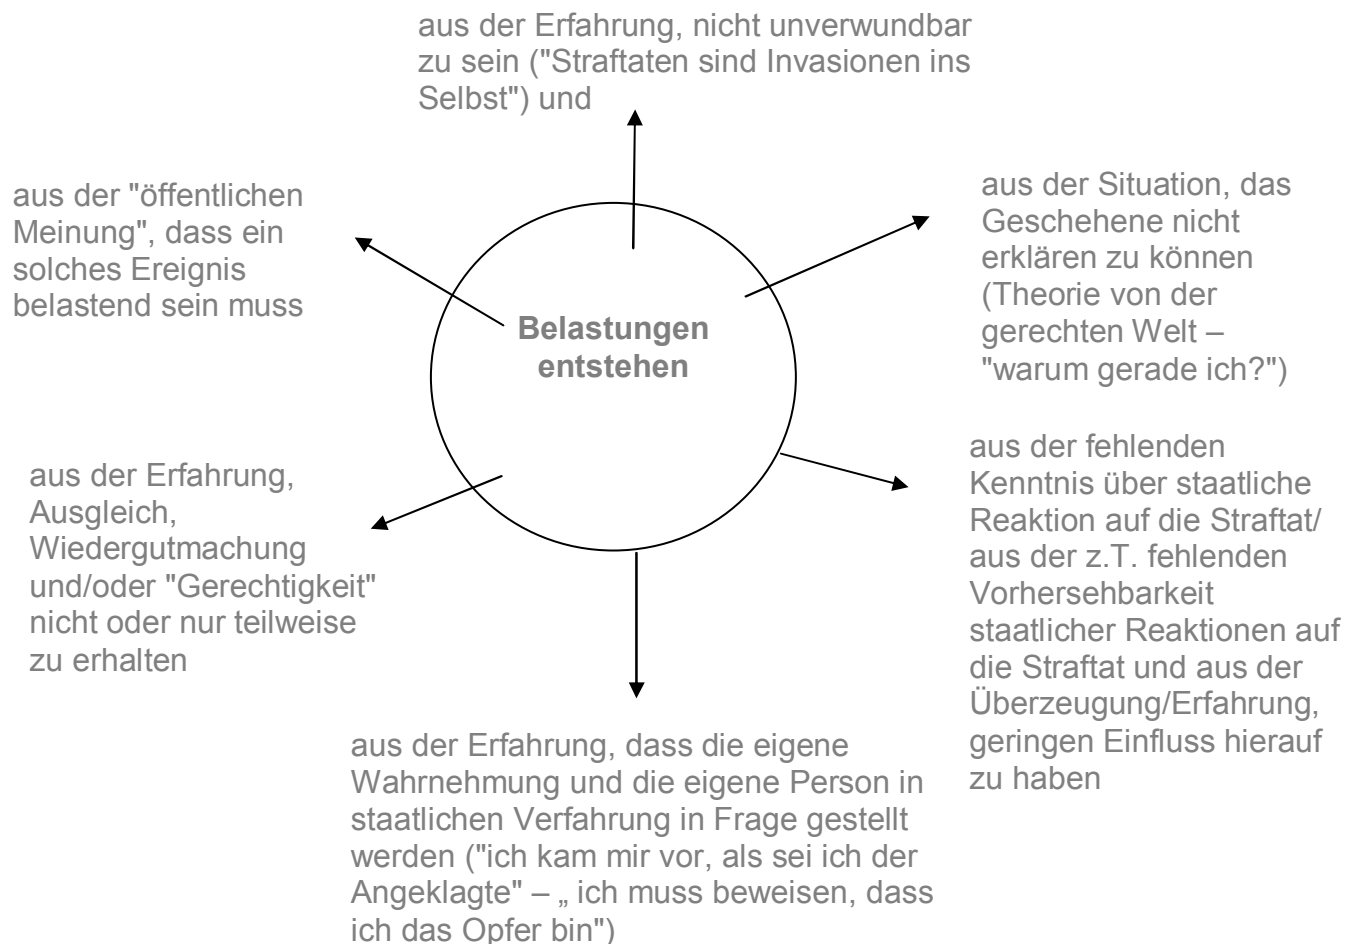 aus der Erfahrung, nicht unverwundbar
zu sein ("Straftaten sind Invasionen ins
Selbst") und
aus der "öffentlichen
Meinung", dass ein
solches Ereignis
belastend sein muss
aus der Situation, das
Geschehene nicht
erklären zu können
(Theorie von der
gerechten Welt –
"warum gerade ich?")
Belastungen
entstehen
aus der Erfahrung,
Ausgleich,
Wiedergutmachung
und/oder "Gerechtigkeit"
nicht oder nur teilweise
zu erhalten
aus der fehlenden
Kenntnis über staatliche
Reaktion auf die Straftat/
aus der z.T. fehlenden
Vorhersehbarkeit
staatlicher Reaktionen auf
die Straftat und aus der
Überzeugung/Erfahrung,
geringen Einfluss hierauf
zu haben
aus der Erfahrung, dass die eigene
Wahrnehmung und die eigene Person in
staatlichen Verfahrung in Frage gestellt
werden ("ich kam mir vor, als sei ich der
Angeklagte" – „ ich muss beweisen, dass
ich das Opfer bin")